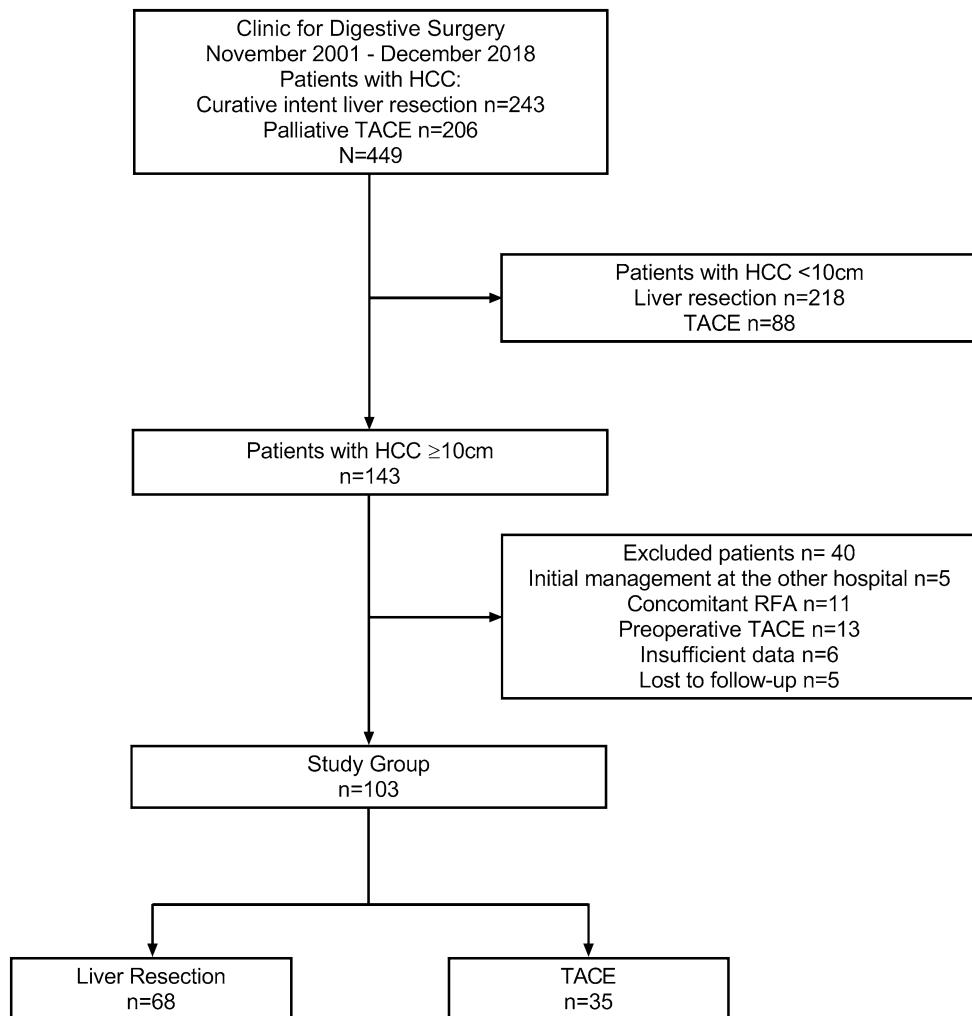 Clinic for Digestive Surgery
November 2001 - December 2018
Patients with HCC:
Curative intent liver resection n=243
Palliative TACE n=206
N=449
Patients with HCC <10cm
Liver resection n=218
TACE n=88
Patients with HCC ≥10cm
n=143
Excluded patients n= 40
Initial management at the other hospital n=5
Concomitant RFA n=11
Preoperative TACE n=13
Insufficient data n=6
Lost to follow-up n=5
Study Group
n=103
Liver Resection
n=68
TACE
n=35